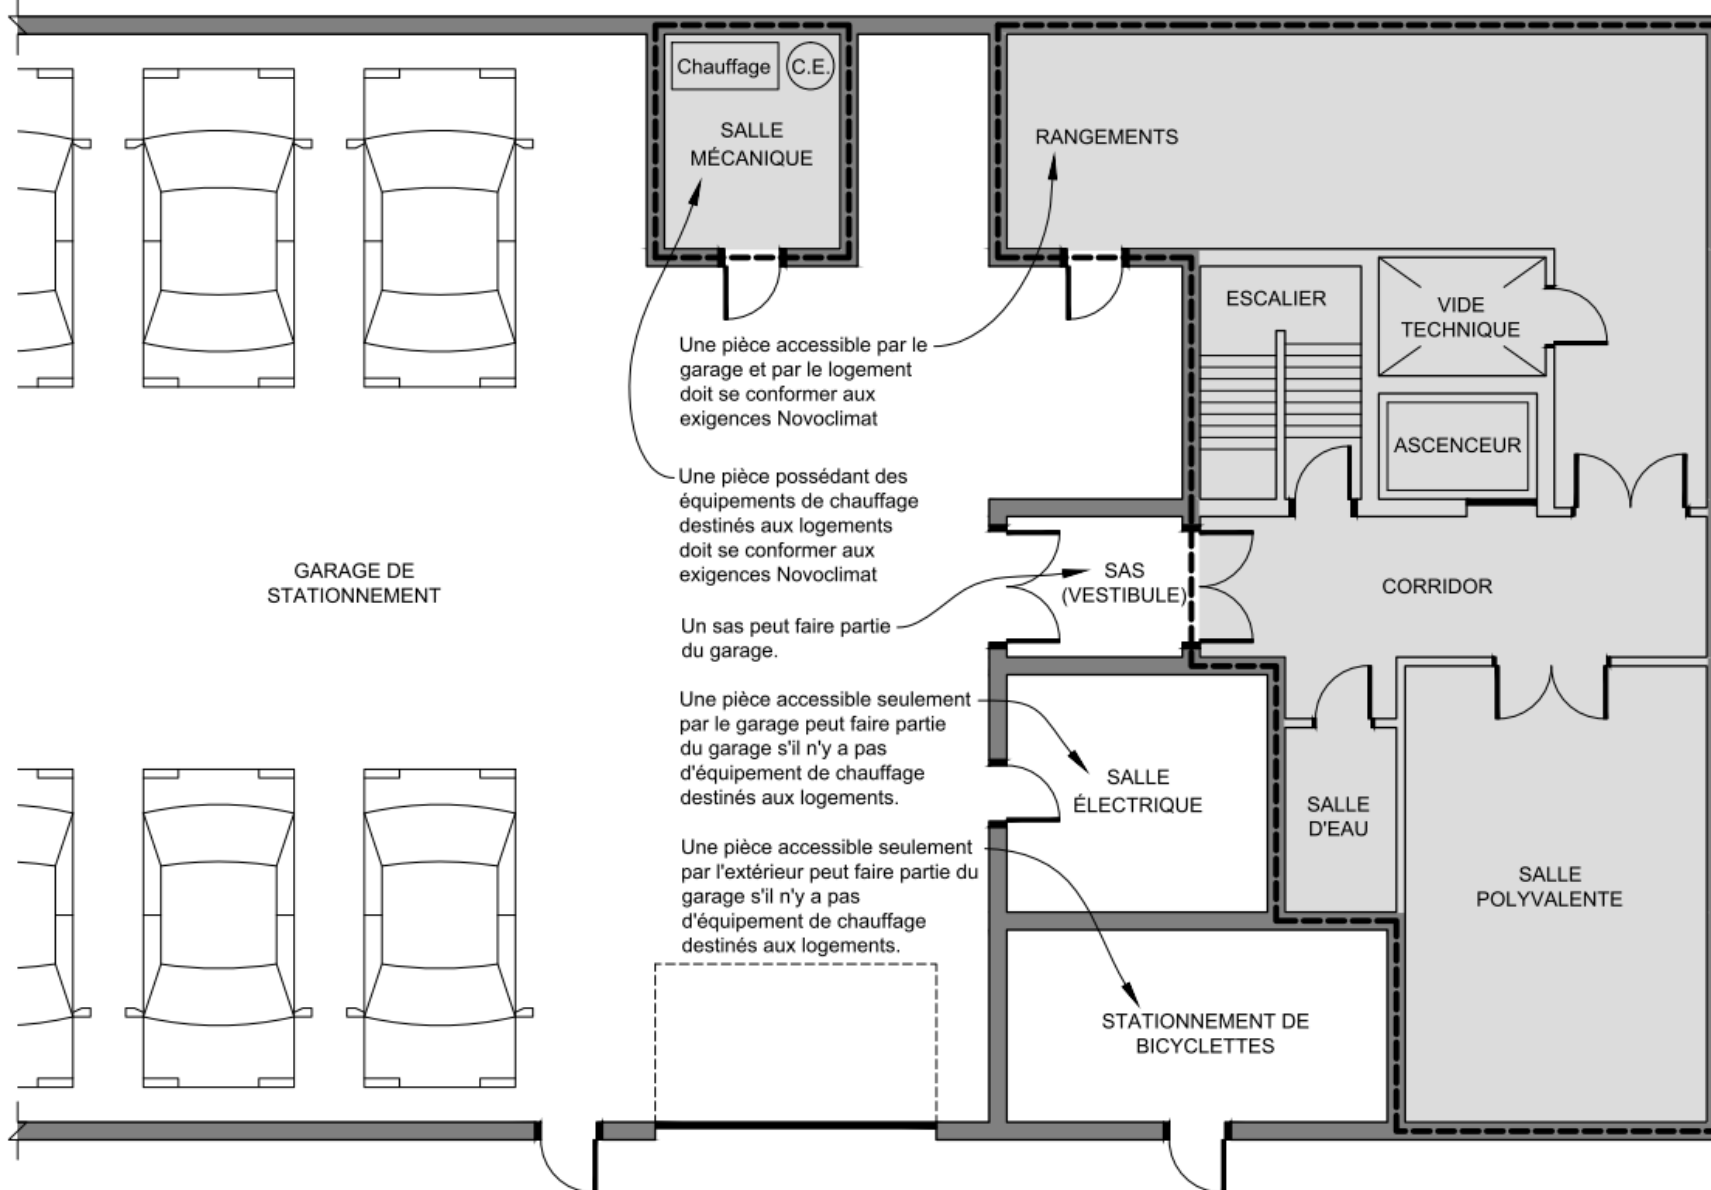 Chauffage
C.E.
SALLE
MÉCANIQUE
RANGEMENTS
ESCALIER
VIDE
TECHNIQUE
ASCENCEUR
Une pièce accessible par le
garage et par le logement
doit se conformer aux
exigences Novoclimat
Une pièce possédant des
équipements de chauffage
destinés aux logements
doit se conformer aux
exigences Novoclimat
GARAGE DE
STATIONNEMENT
SAS
(VESTIBULE)
CORRIDOR
Un sas peut faire partie
du garage.
Une pièce accessible seulement
par le garage peut faire partie
du garage s'il n'y a pas
d'équipement de chauffage
destinés aux logements.
SALLE
ÉLECTRIQUE
SALLE
D'EAU
Une pièce accessible seulement
par l'extérieur peut faire partie du
garage s'il n'y a pas
d'équipement de chauffage
destinés aux logements.
SALLE
POLYVALENTE
STATIONNEMENT DE
BICYCLETTES